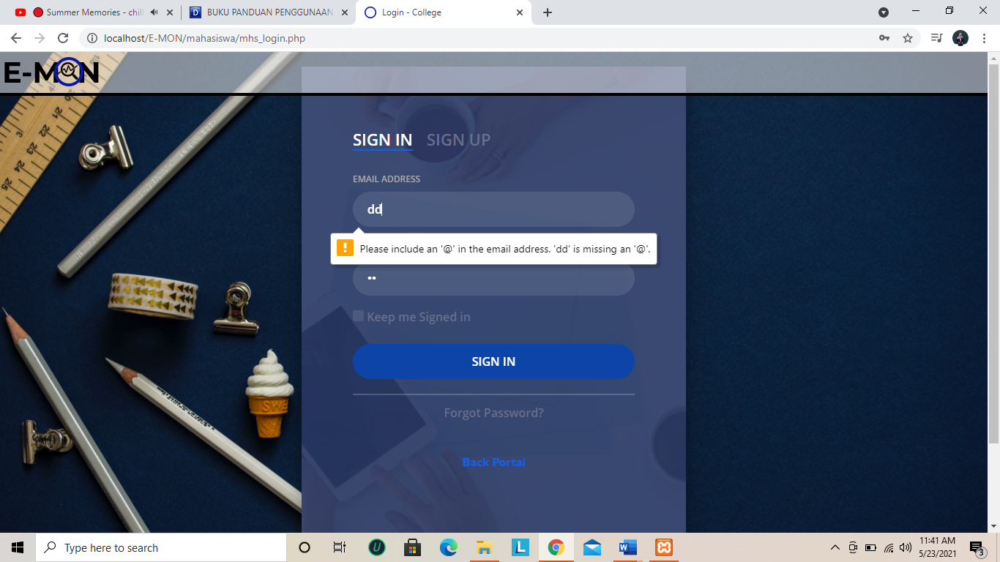 Summer Memories - chil
BUKU PANDUAN PENGGUNAAN
Login - College
localhost/E-MON/mahasiswa/mhs_login.php
E-MON
SIGN IN SIGN UP
EMAIL ADDRESS
dd
Please include an '@' in the email address. 'dd' is missing an '@'.
••
Keep me Signed in
SIGN IN
Forgot Password?
Back Portal
SWE
Type here to search
11:41 AM
5/23/2021
3